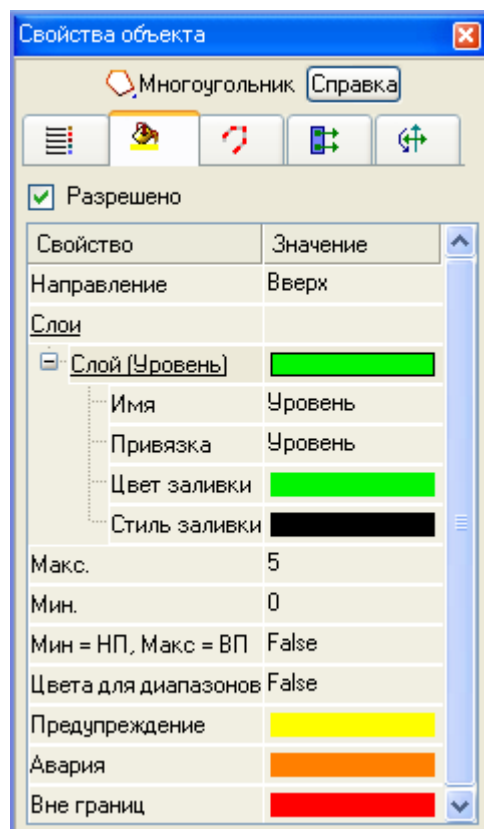 Свойства объекта
Многоугольник Справка
Разрешено
Свойство Значение
Направление Вверх
Слои
Слой (Уровень)
Имя Уровень
Привязка Уровень
Цвет заливки
Стиль заливки
Макс. 5
Мин. 0
Мин = НП, Макс = ВП False
Цвета для диапазонов False
Предупреждение
Авария
Вне границ